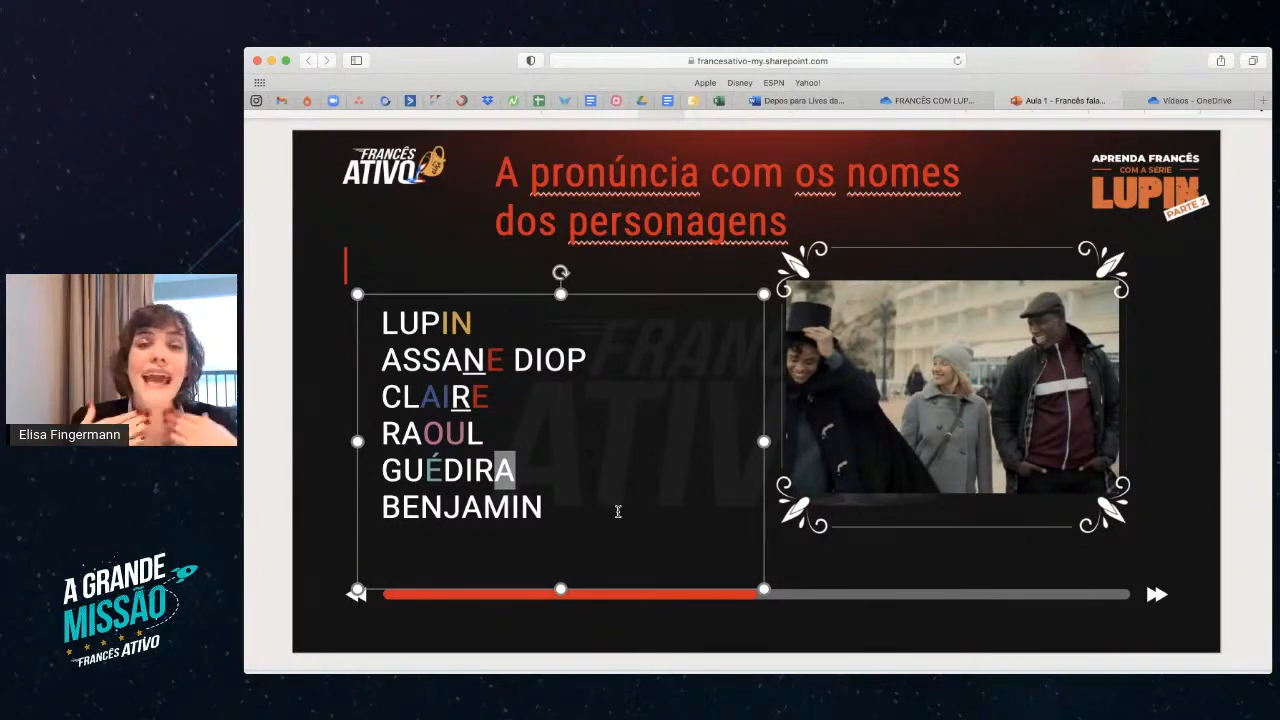 francesativo-my.sharepoint.com
Apple Disney ESPN Yahoo!
Depos para Lives da...
FRANCÊS COM LUP...
Aula 1 - Francês fala...
Vídeos - OneDrive
FRANCÊS
ATIVO
A pronúncia com os nomes
dos personagens
APRENDA FRANCÊS
COM A SÉRIE
LUPIN
PARTE 2
LUPIN
ASSANE DIOP
CLAIRE
RAOUL
GUÉDIRA
BENJAMIN
FRANC
ATIV
Elisa Fingermann
A GRANDE
MISSÃO
FRANCÊS ATIVO